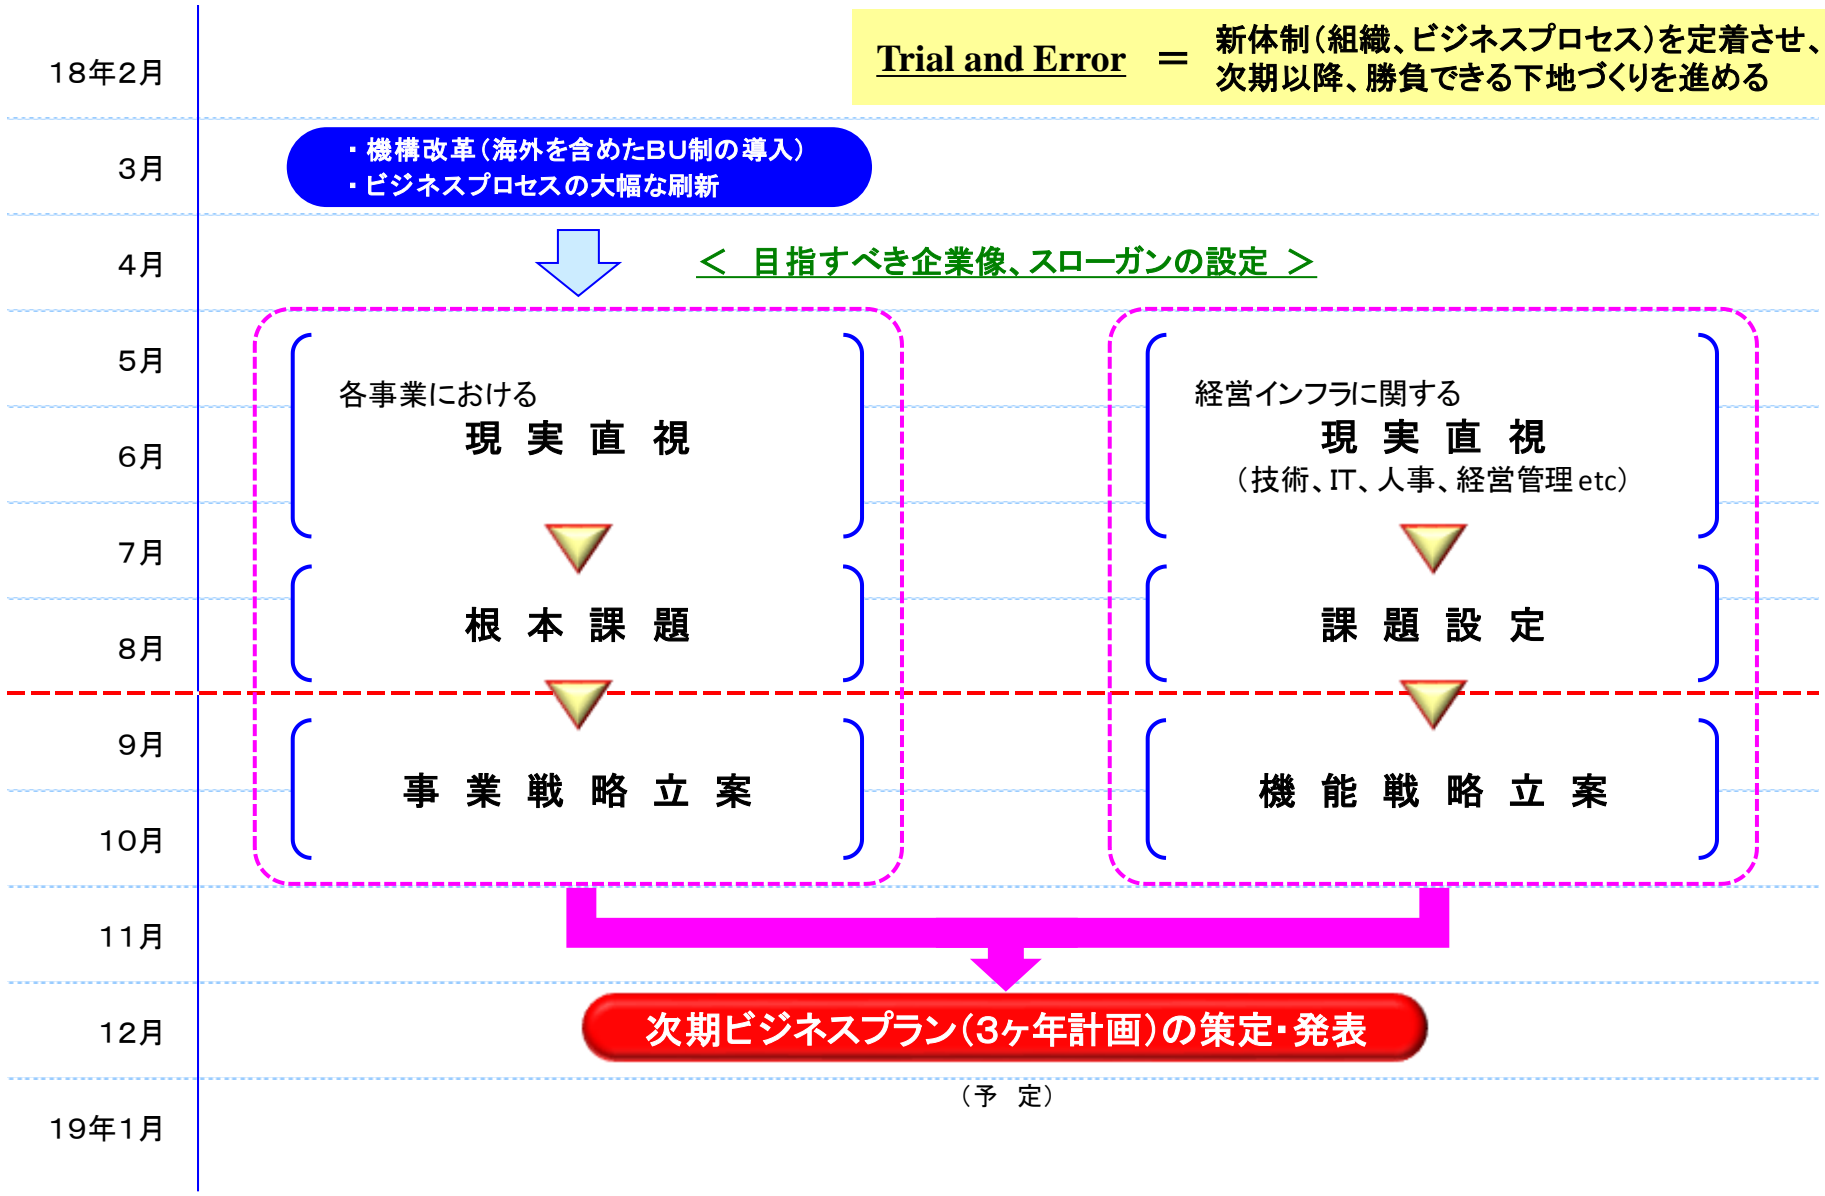 18年2月
Trial and Error ＝ 新体制（組織、ビジネスプロセス）を定着させ、
次期以降、勝負できる下地づくりを進める
3月
・機構改革（海外を含めたBU制の導入）
・ビジネスプロセスの大幅な刷新
4月
＜　目指すべき企業像、スローガンの設定　＞
5月
各事業における
現 実 直 視
経営インフラに関する
現 実 直 視
（技術、IT、人事、経営管理etc）
6月
7月
根 本 課 題
課 題 設 定
8月
9月
事 業 戦 略 立 案
機 能 戦 略 立 案
10月
11月
12月
次期ビジネスプラン（3ヶ年計画）の策定・発表
（予　定）
19年1月